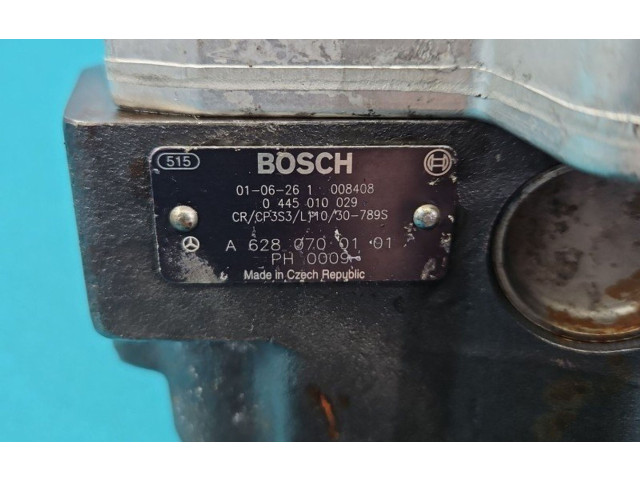 515 BOSCH
01-06-26 1 008408
0 445 010 029
CR/CP3S3/L110/30-789S
A 628 070 01 01
PH 0009
Made in Czech Republic